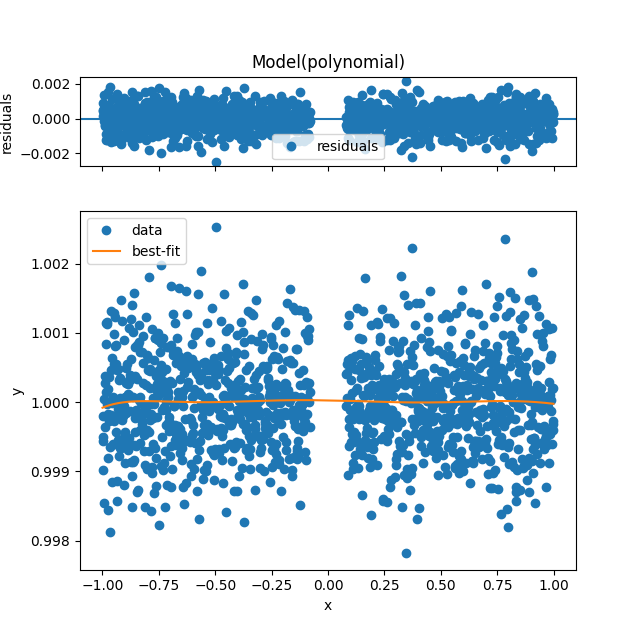 Model(polynomial)
residuals
0.002
0.000
−0.002
residuals
data
best-fit
y
1.002
1.001
1.000
0.999
0.998
−1.00 −0.75 −0.50 −0.25 0.00 0.25 0.50 0.75 1.00
x